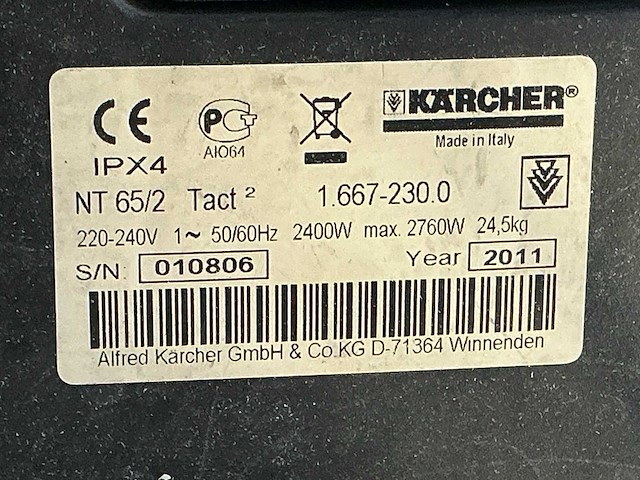 CE
IPX4
AIO64
KÄRCHER®
Made in Italy
NT 65/2 Tact ² 1.667-230.0
220-240V 1~ 50/60Hz 2400W max. 2760W 24,5kg
S/N: 010806 Year 2011
Alfred Kärcher GmbH & Co.KG D-71364 Winnenden